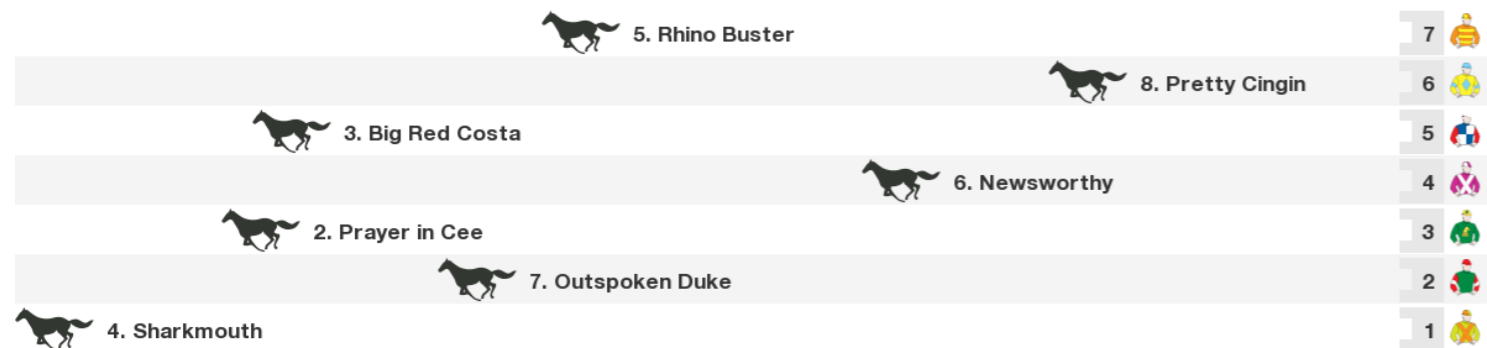 5. Rhino Buster 7
8. Pretty Cingin 6
3. Big Red Costa 5
6. Newsworthy 4
2. Prayer in Cee 3
7. Outspoken Duke 2
4. Sharkmouth 1